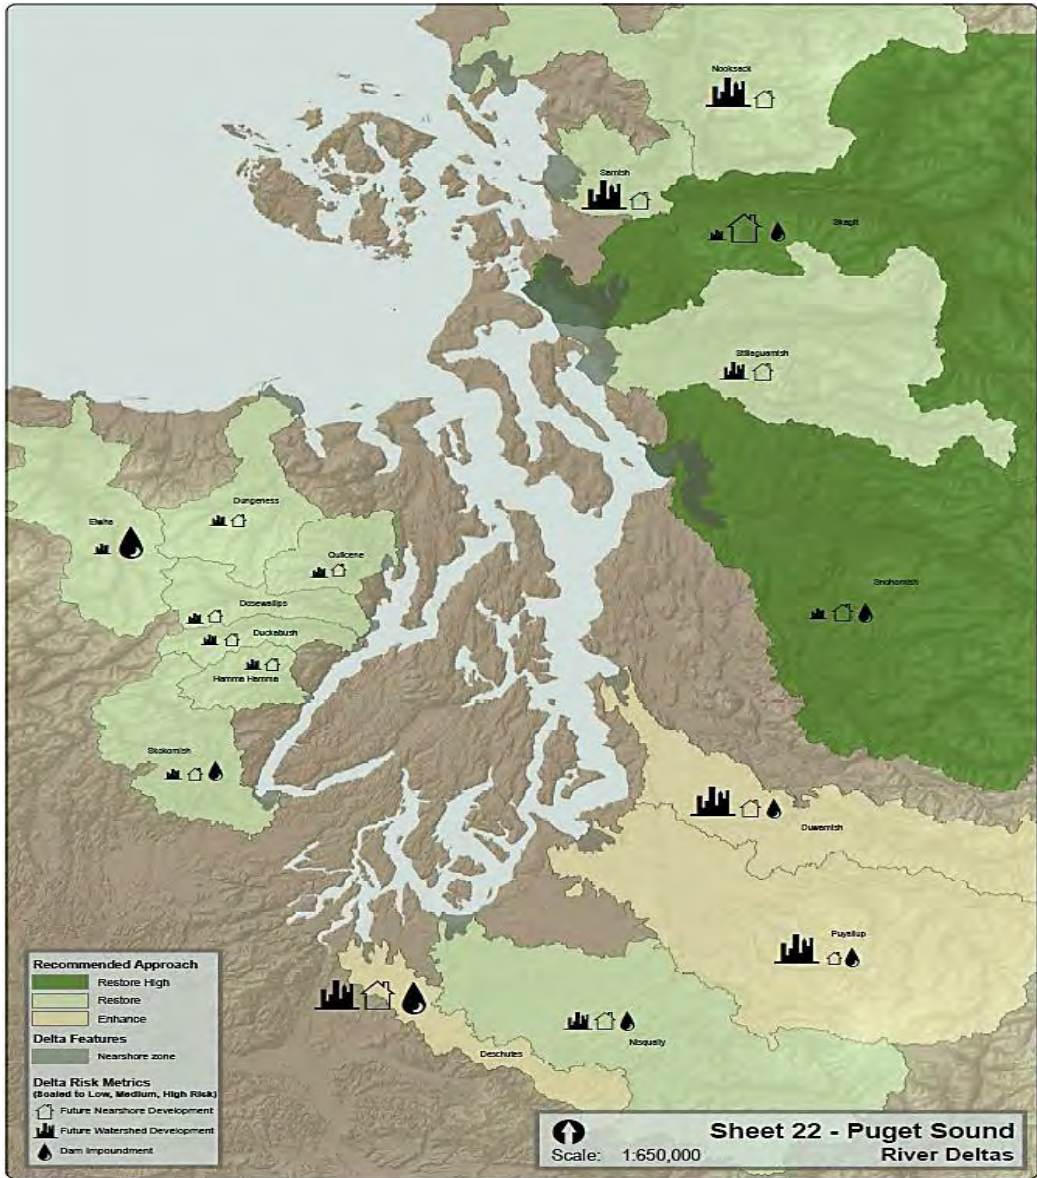 Nooksack
Samish
Skagit
Stillaguamish
Elwha
Dungeness
Quilcene
Dosewallips
Duckabush
Hamma Hamma
Skokomish
Snohomish
Duwamish
Puyallup
Nisqually
Deschutes
Recommended Approach
Restore High
Restore
Enhance
Delta Features
Nearshore zone
Delta Risk Metrics
(Scaled to Low, Medium, High Risk)
Future Nearshore Development
Future Watershed Development
Dam Impoundment
Sheet 22 - Puget Sound
River Deltas
Scale: 1:650,000